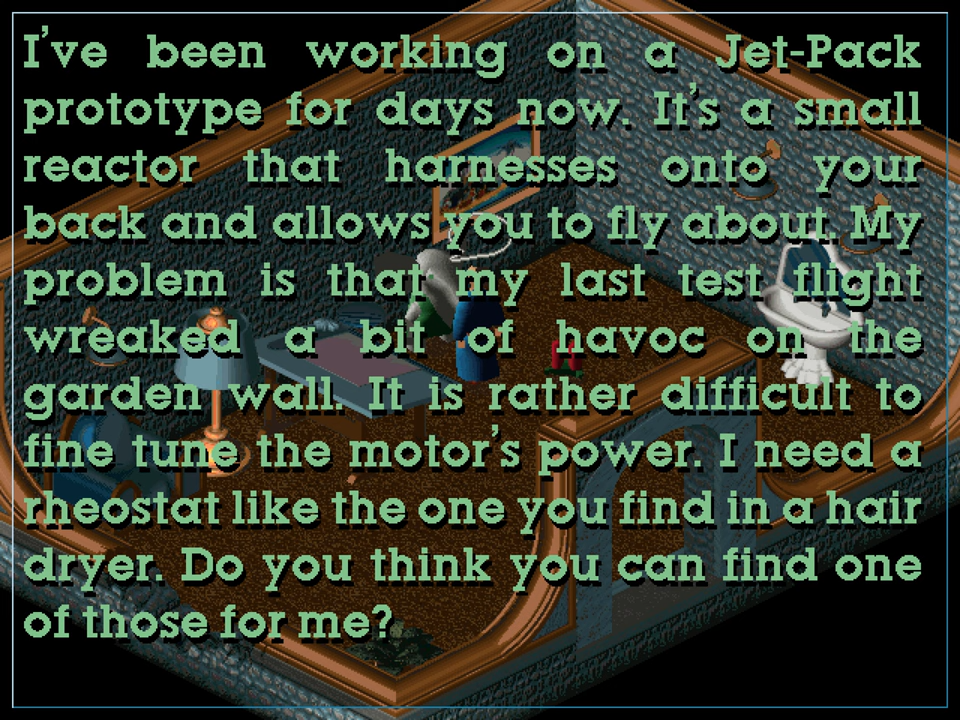 I've been working on a Jet-Pack
prototype for days now. It's a small
reactor that harnesses onto your
back and allows you to fly about. My
problem is that my last test flight
wreaked a bit of havoc on the
garden wall. It is rather difficult to
fine tune the motor's power. I need a
rheostat like the one you find in a hair
dryer. Do you think you can find one
of those for me?